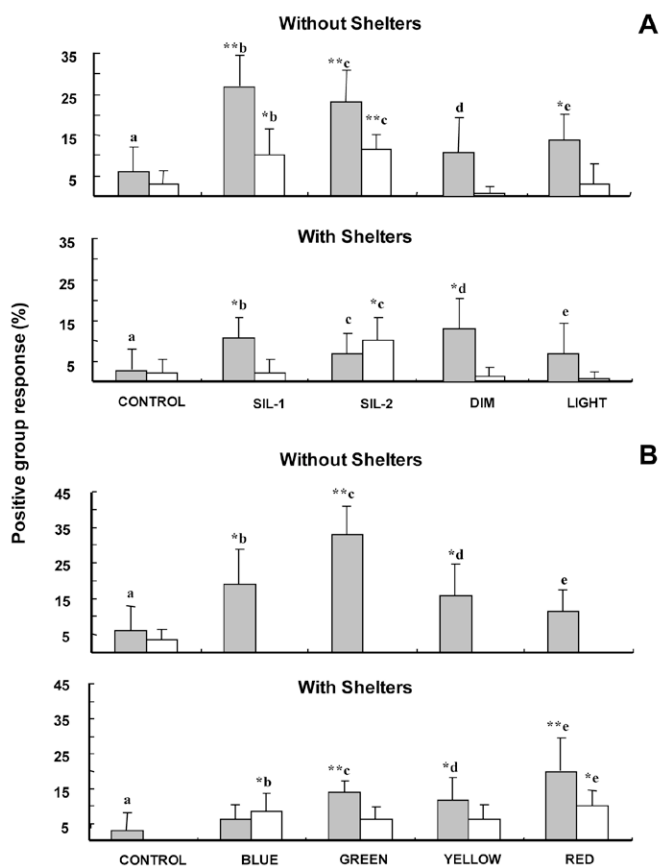 A
Without Shelters
35
25
15
5
a
**b
*b
**c
**c
d
*e
With Shelters
35
25
15
5
a
*b
c
*c
*d
e
CONTROL
SIL-1
SIL-2
DIM
LIGHT
Positive group response (%)
B
Without Shelters
45
35
25
15
5
a
*b
**c
*d
e
With Shelters
45
35
25
15
5
a
*b
**c
*d
**e
*e
CONTROL
BLUE
GREEN
YELLOW
RED